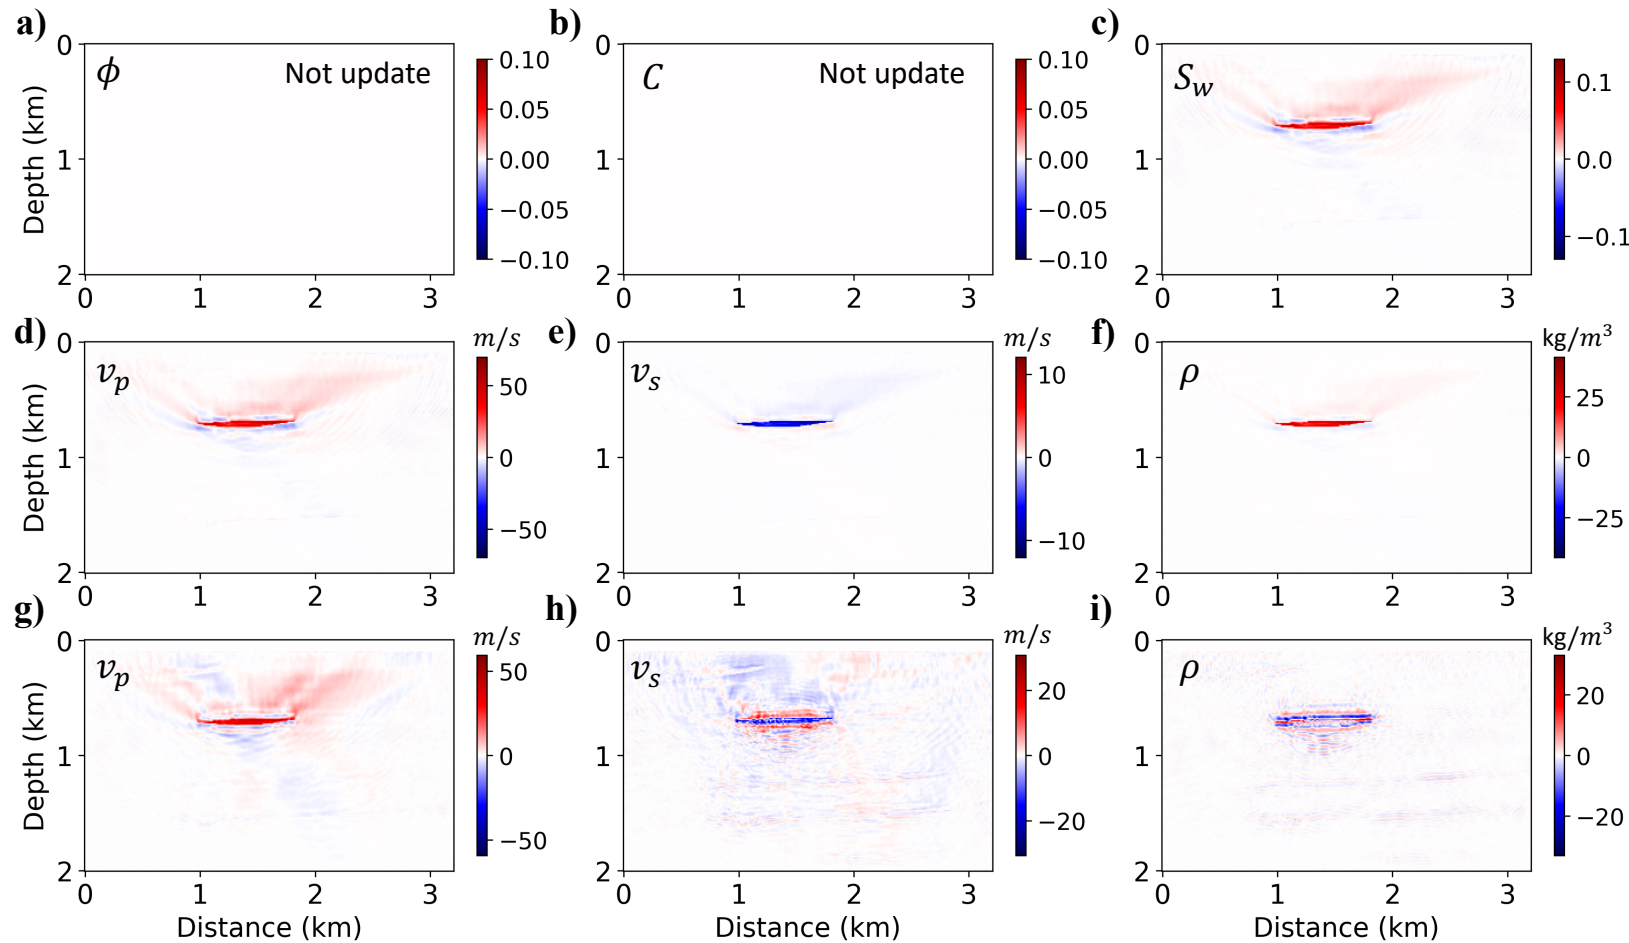 a)
b)
c)
ϕ
Not update
C
Not update
S_w
Depth (km)
0
1
2
0
1
2
3
0.10
0.05
0.00
−0.05
−0.10
0
1
2
0
1
2
3
0.10
0.05
0.00
−0.05
−0.10
0
1
2
0
1
2
3
0.1
0.0
−0.1
d)
m/s
e)
m/s
f)
kg/m³
v_p
v_s
ρ
Depth (km)
0
1
2
0
1
2
3
50
0
−50
0
1
2
0
1
2
3
10
0
−10
0
1
2
0
1
2
3
25
0
−25
g)
m/s
h)
m/s
i)
kg/m³
v_p
v_s
ρ
Depth (km)
0
1
2
0
1
2
3
50
0
−50
0
1
2
0
1
2
3
20
0
−20
0
1
2
0
1
2
3
20
0
−20
Distance (km)
Distance (km)
Distance (km)